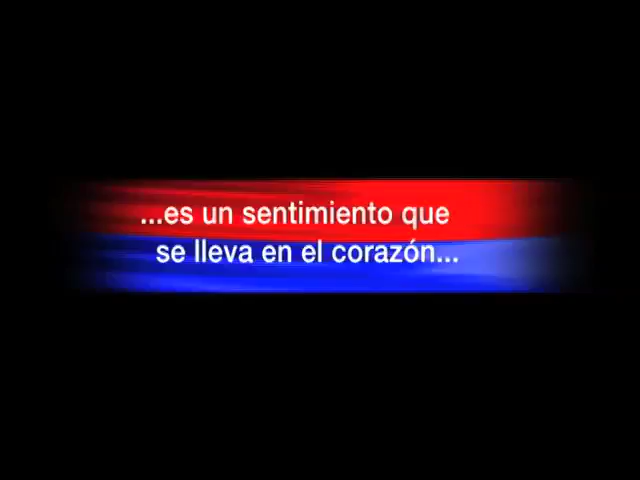 ...es un sentimiento que
se lleva en el corazón...